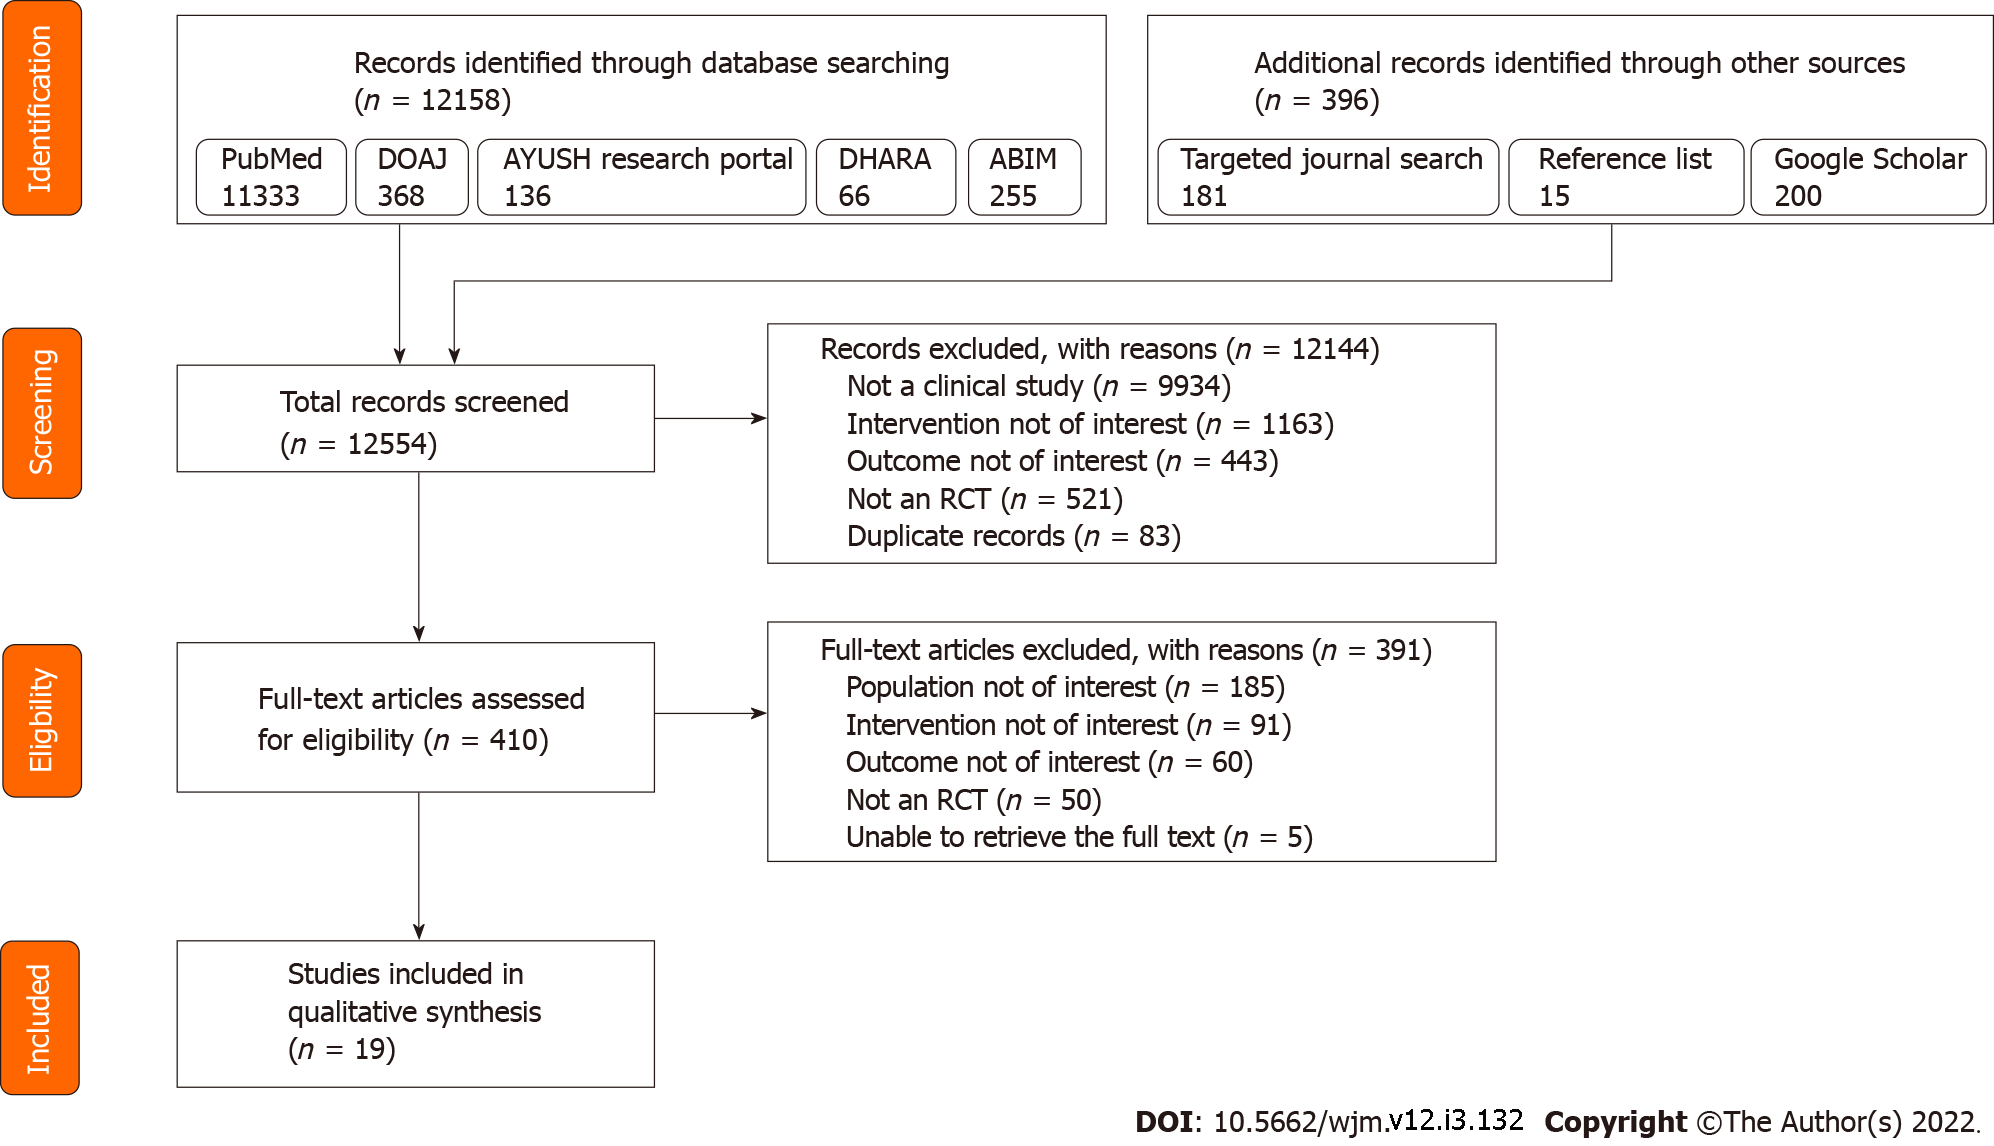 Identification
Records identified through database searching
(n = 12158)
PubMed
11333
DOAJ
368
AYUSH research portal
136
DHARA
66
ABIM
255
Additional records identified through other sources
(n = 396)
Targeted journal search
181
Reference list
15
Google Scholar
200
Screening
Total records screened
(n = 12554)
Records excluded, with reasons (n = 12144)
Not a clinical study (n = 9934)
Intervention not of interest (n = 1163)
Outcome not of interest (n = 443)
Not an RCT (n = 521)
Duplicate records (n = 83)
Eligibility
Full-text articles assessed
for eligibility (n = 410)
Full-text articles excluded, with reasons (n = 391)
Population not of interest (n = 185)
Intervention not of interest (n = 91)
Outcome not of interest (n = 60)
Not an RCT (n = 50)
Unable to retrieve the full text (n = 5)
Included
Studies included in
qualitative synthesis
(n = 19)
DOI: 10.5662/wjm.v12.i3.132 Copyright ©The Author(s) 2022.